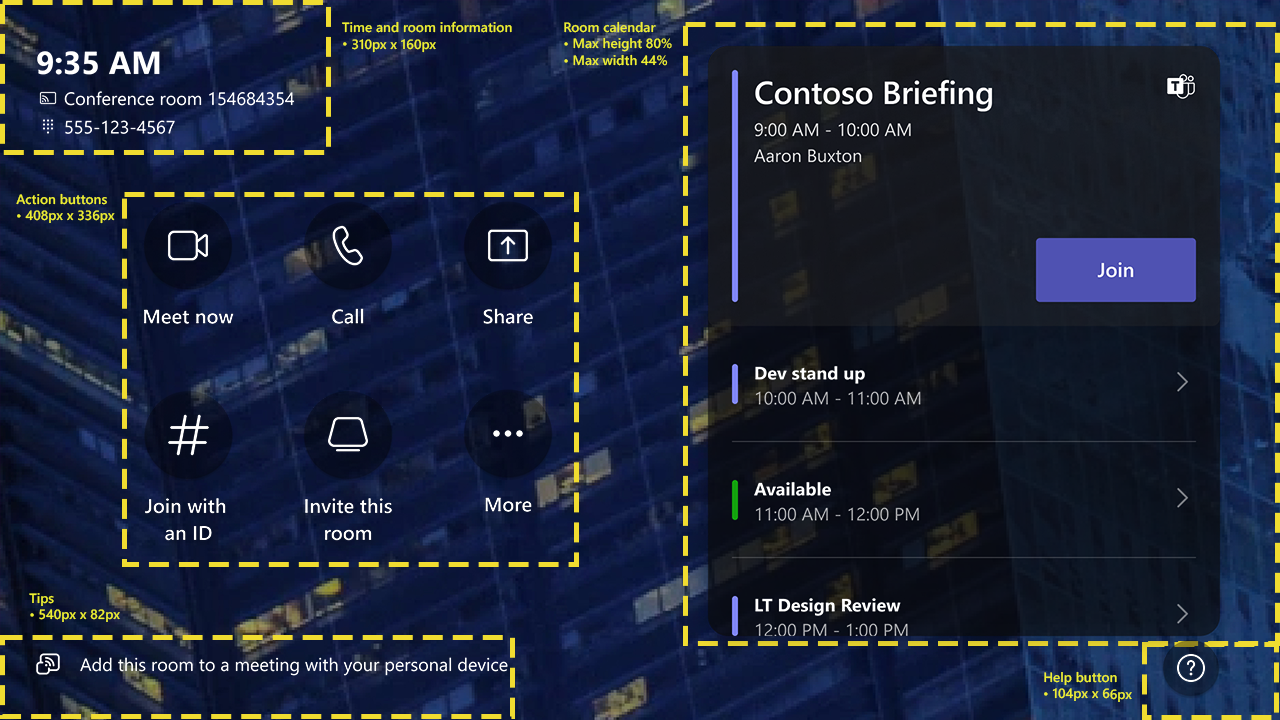 9:35 AM
Conference room 154684354
555-123-4567
Time and room information
• 310px x 160px
Room calendar
• Max height 80%
• Max width 44%
Action buttons
• 408px x 336px
Meet now
Call
Share
Join with
an ID
Invite this
room
More
Tips
• 540px x 82px
Add this room to a meeting with your personal device
Contoso Briefing
T
9:00 AM - 10:00 AM
Aaron Buxton
Join
Dev stand up
10:00 AM - 11:00 AM
Available
11:00 AM - 12:00 PM
LT Design Review
12:00 PM - 1:00 PM
Help button
• 104px x 66px
?